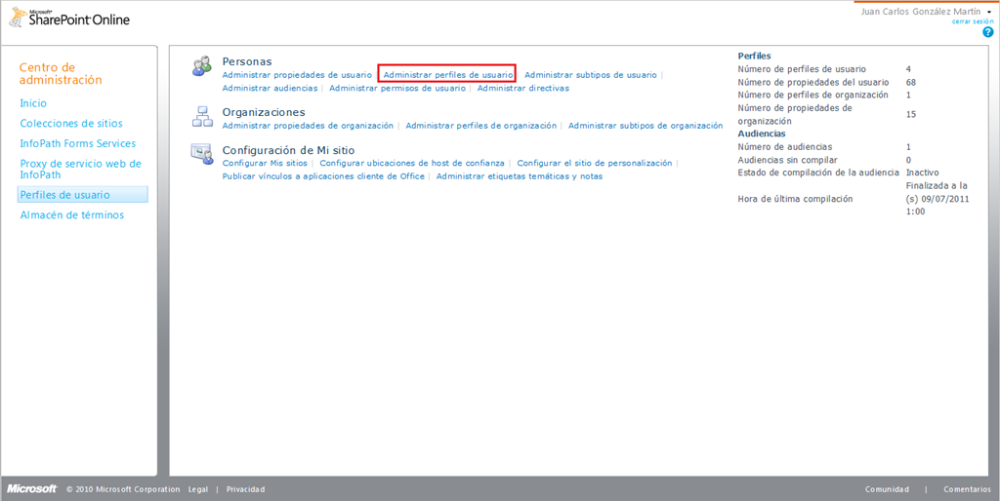 Microsoft®
SharePoint Online
Juan Carlos González Martín
cerrar sesión
Centro de
administración
Inicio
Colecciones de sitios
InfoPath Forms Services
Proxy de servicio web de
InfoPath
Perfiles de usuario
Almacén de términos
Personas
Administrar propiedades de usuario | Administrar perfiles de usuario | Administrar subtipos de usuario |
Administrar audiencias | Administrar permisos de usuario | Administrar directivas
Organizaciones
Administrar propiedades de organización | Administrar perfiles de organización | Administrar subtipos de organización
Configuración de Mi sitio
Configurar Mis sitios | Configurar ubicaciones de host de confianza | Configurar el sitio de personalización |
Publicar vínculos a aplicaciones cliente de Office | Administrar etiquetas temáticas y notas
Perfiles
Número de perfiles de usuario 4
Número de propiedades del usuario 68
Número de perfiles de organización 1
Número de propiedades de
organización 15
Audiencias
Número de audiencias 1
Audiencias sin compilar 0
Estado de compilación de la audiencia Inactivo
Hora de última compilación Finalizada a la
(s) 09/07/2011
1:00
Microsoft © 2010 Microsoft Corporation Legal | Privacidad
Comunidad | Comentarios